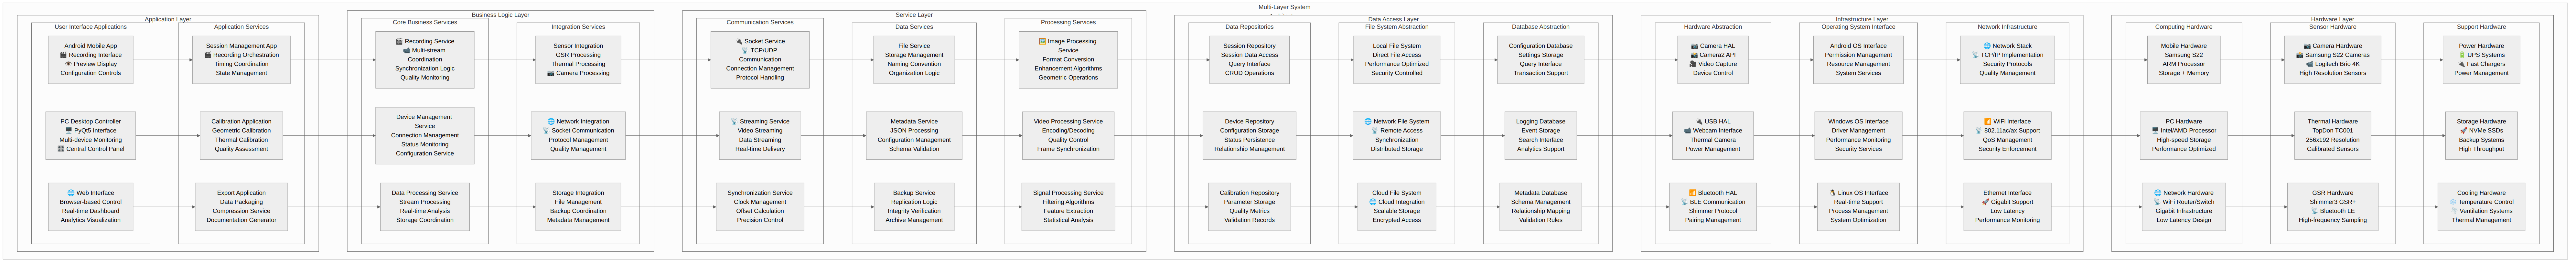 Multi-Layer System
Application Layer
User Interface Applications
Android Mobile App
🎬 Recording Interface
👁️ Preview Display
Configuration Controls
PC Desktop Controller
🖥️ PyQt5 Interface
Multi-device Monitoring
🎛️ Central Control Panel
🌐 Web Interface
Browser-based Control
Real-time Dashboard
Analytics Visualization
Application Services
Session Management App
🎬 Recording Orchestration
Timing Coordination
State Management
Calibration Application
Geometric Calibration
Thermal Calibration
Quality Assessment
Export Application
Data Packaging
Compression Service
Documentation Generator
Business Logic Layer
Core Business Services
🎬 Recording Service
📹 Multi-stream
Coordination
Synchronization Logic
Quality Monitoring
Device Management
Service
Connection Management
Status Monitoring
Configuration Service
Data Processing Service
Stream Processing
Real-time Analysis
Storage Coordination
Integration Services
Sensor Integration
GSR Processing
Thermal Processing
📷 Camera Processing
🌐 Network Integration
📡 Socket Communication
Protocol Management
Quality Management
Storage Integration
File Management
Backup Coordination
Metadata Management
Service Layer
Communication Services
🔌 Socket Service
📡 TCP/UDP
Communication
Connection Management
Protocol Handling
📡 Streaming Service
Video Streaming
Data Streaming
Real-time Delivery
Synchronization Service
Clock Management
Offset Calculation
Precision Control
Data Services
File Service
Storage Management
Naming Convention
Organization Logic
Metadata Service
JSON Processing
Configuration Management
Schema Validation
Backup Service
Replication Logic
Integrity Verification
Archive Management
Processing Services
🖼️ Image Processing
Service
Format Conversion
Enhancement Algorithms
Geometric Operations
Video Processing Service
Encoding/Decoding
Quality Control
Frame Synchronization
Signal Processing Service
Filtering Algorithms
Feature Extraction
Statistical Analysis
Data Access Layer
Data Repositories
Session Repository
Session Data Access
Query Interface
CRUD Operations
Device Repository
Configuration Storage
Status Persistence
Relationship Management
Calibration Repository
Parameter Storage
Quality Metrics
Validation Records
File System Abstraction
Local File System
Direct File Access
Performance Optimized
Security Controlled
🌐 Network File System
📡 Remote Access
Synchronization
Distributed Storage
Cloud File System
🌐 Cloud Integration
Scalable Storage
Encrypted Access
Database Abstraction
Configuration Database
Settings Storage
Query Interface
Transaction Support
Logging Database
Event Storage
Search Interface
Analytics Support
Metadata Database
Schema Management
Relationship Mapping
Validation Rules
Infrastructure Layer
Hardware Abstraction
📷 Camera HAL
📸 Camera2 API
🎥 Video Capture
Device Control
🔌 USB HAL
📹 Webcam Interface
Thermal Camera
Power Management
📶 Bluetooth HAL
📡 BLE Communication
Shimmer Protocol
Pairing Management
Operating System Interface
Android OS Interface
Permission Management
Resource Management
System Services
Windows OS Interface
Driver Management
Performance Monitoring
Security Services
🐧 Linux OS Interface
Real-time Support
Process Management
System Optimization
Network Infrastructure
🌐 Network Stack
📡 TCP/IP Implementation
Security Protocols
Quality Management
📶 WiFi Interface
📡 802.11ac/ax Support
QoS Management
Security Enforcement
Ethernet Interface
🚀 Gigabit Support
Low Latency
Performance Monitoring
Hardware Layer
Computing Hardware
Mobile Hardware
Samsung S22
ARM Processor
Storage + Memory
PC Hardware
🖥️ Intel/AMD Processor
High-speed Storage
Performance Optimized
🌐 Network Hardware
📡 WiFi Router/Switch
Gigabit Infrastructure
Low Latency Design
Sensor Hardware
📷 Camera Hardware
📸 Samsung S22 Cameras
📹 Logitech Brio 4K
High Resolution Sensors
Thermal Hardware
TopDon TC001
256x192 Resolution
Calibrated Sensors
GSR Hardware
Shimmer3 GSR+
📡 Bluetooth LE
High-frequency Sampling
Support Hardware
Power Hardware
🔋 UPS Systems
🔌 Fast Chargers
Power Management
Storage Hardware
🚀 NVMe SSDs
Backup Systems
High Throughput
Cooling Hardware
❄️ Temperature Control
💨 Ventilation Systems
Thermal Management